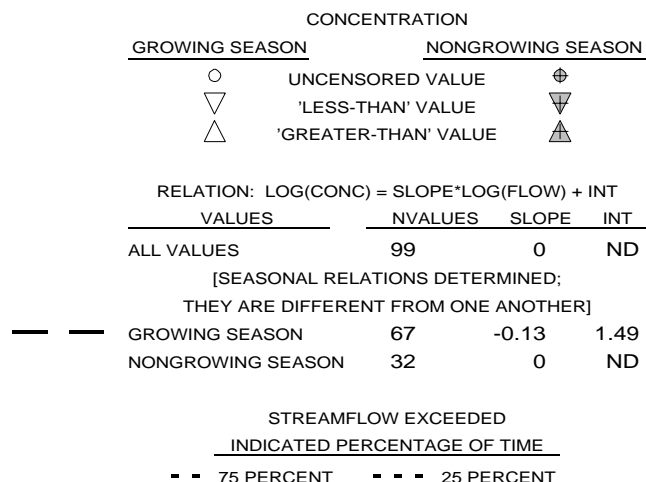 CONCENTRATION
GROWING SEASON NONGROWING SEASON
UNCENSORED VALUE
'LESS-THAN' VALUE
'GREATER-THAN' VALUE
RELATION: LOG(CONC) = SLOPE*LOG(FLOW) + INT
VALUES NVALUES SLOPE INT
ALL VALUES 99 0 ND
[SEASONAL RELATIONS DETERMINED;
THEY ARE DIFFERENT FROM ONE ANOTHER]
GROWING SEASON 67 -0.13 1.49
NONGROWING SEASON 32 0 ND
STREAMFLOW EXCEEDED
INDICATED PERCENTAGE OF TIME
75 PERCENT 25 PERCENT